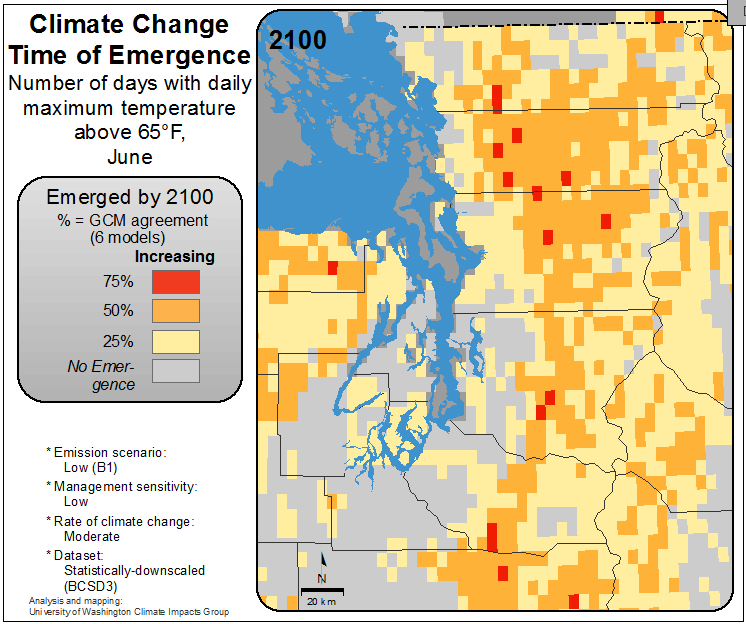 Climate Change
Time of Emergence
Number of days with daily
maximum temperature
above 65°F,
June
Emerged by 2100
% = GCM agreement
(6 models)
Increasing
75%
50%
25%
No Emer-
gence
* Emission scenario:
Low (B1)
* Management sensitivity:
Low
* Rate of climate change:
Moderate
* Dataset:
Statistically-downscaled
(BCSD3)
Analysis and mapping:
University of Washington Climate Impacts Group
2100
N
20 km